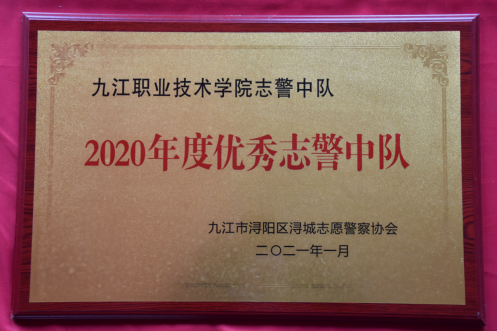 九江职业技术学院志警中队
2020年度优秀志警中队
九江市浔阳区浔城志愿警察协会
二〇二一年一月